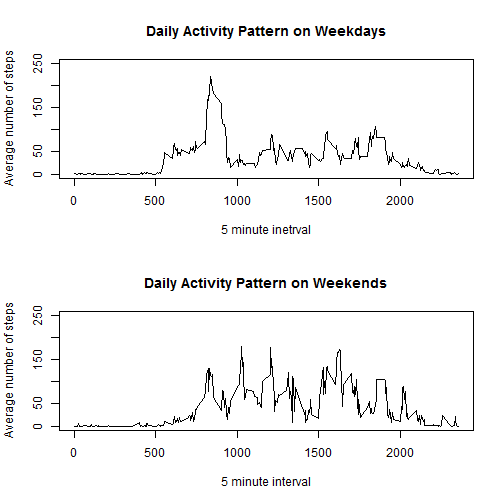 Daily Activity Pattern on Weekdays
Average number of steps
0 50 150 250
0 500 1000 1500 2000
5 minute inetrval
Daily Activity Pattern on Weekends
Average number of steps
0 50 150 250
0 500 1000 1500 2000
5 minute interval